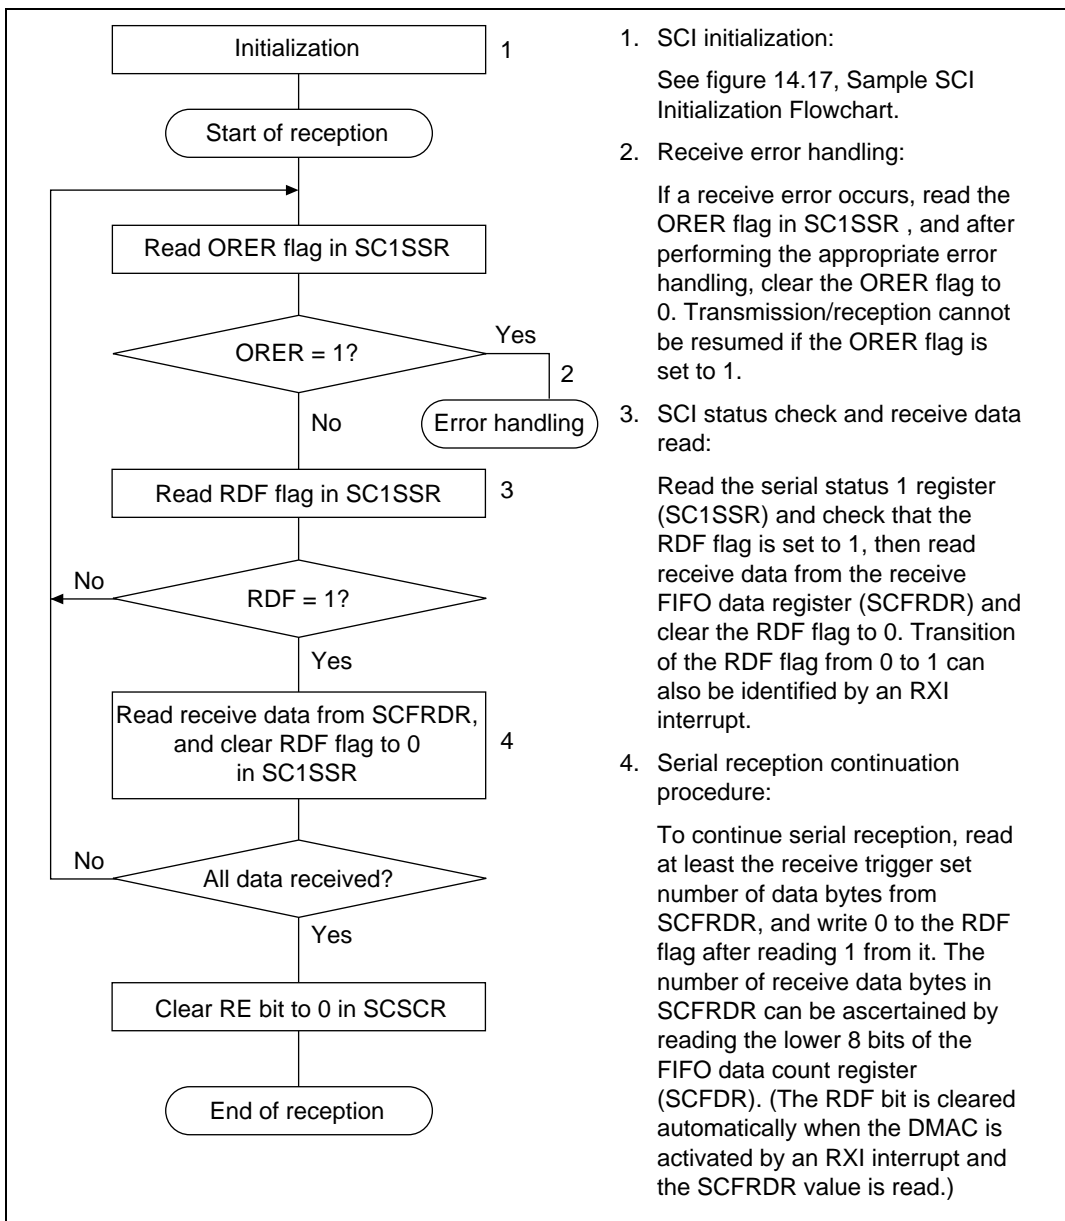 Initialization
1
Start of reception
Read ORER flag in SC1SSR
ORER = 1?
Yes
2
Error handling
No
Read RDF flag in SC1SSR
3
RDF = 1?
No
Yes
Read receive data from SCFRDR,
and clear RDF flag to 0
in SC1SSR
4
All data received?
No
Yes
Clear RE bit to 0 in SCSCR
End of reception
1. SCI initialization:
See figure 14.17, Sample SCI
Initialization Flowchart.
2. Receive error handling:
If a receive error occurs, read the
ORER flag in SC1SSR , and after
performing the appropriate error
handling, clear the ORER flag to
0. Transmission/reception cannot
be resumed if the ORER flag is
set to 1.
3. SCI status check and receive data
read:
Read the serial status 1 register
(SC1SSR) and check that the
RDF flag is set to 1, then read
receive data from the receive
FIFO data register (SCFRDR) and
clear the RDF flag to 0. Transition
of the RDF flag from 0 to 1 can
also be identified by an RXI
interrupt.
4. Serial reception continuation
procedure:
To continue serial reception, read
at least the receive trigger set
number of data bytes from
SCFRDR, and write 0 to the RDF
flag after reading 1 from it. The
number of receive data bytes in
SCFRDR can be ascertained by
reading the lower 8 bits of the
FIFO data count register
(SCFDR). (The RDF bit is cleared
automatically when the DMAC is
activated by an RXI interrupt and
the SCFRDR value is read.)